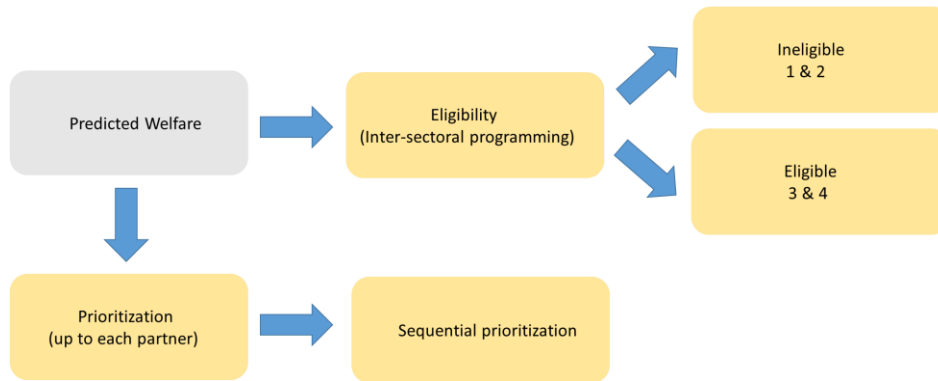 Predicted Welfare
Eligibility
(Inter-sectoral programming)
Ineligible
1 & 2
Eligible
3 & 4
Prioritization
(up to each partner)
Sequential prioritization